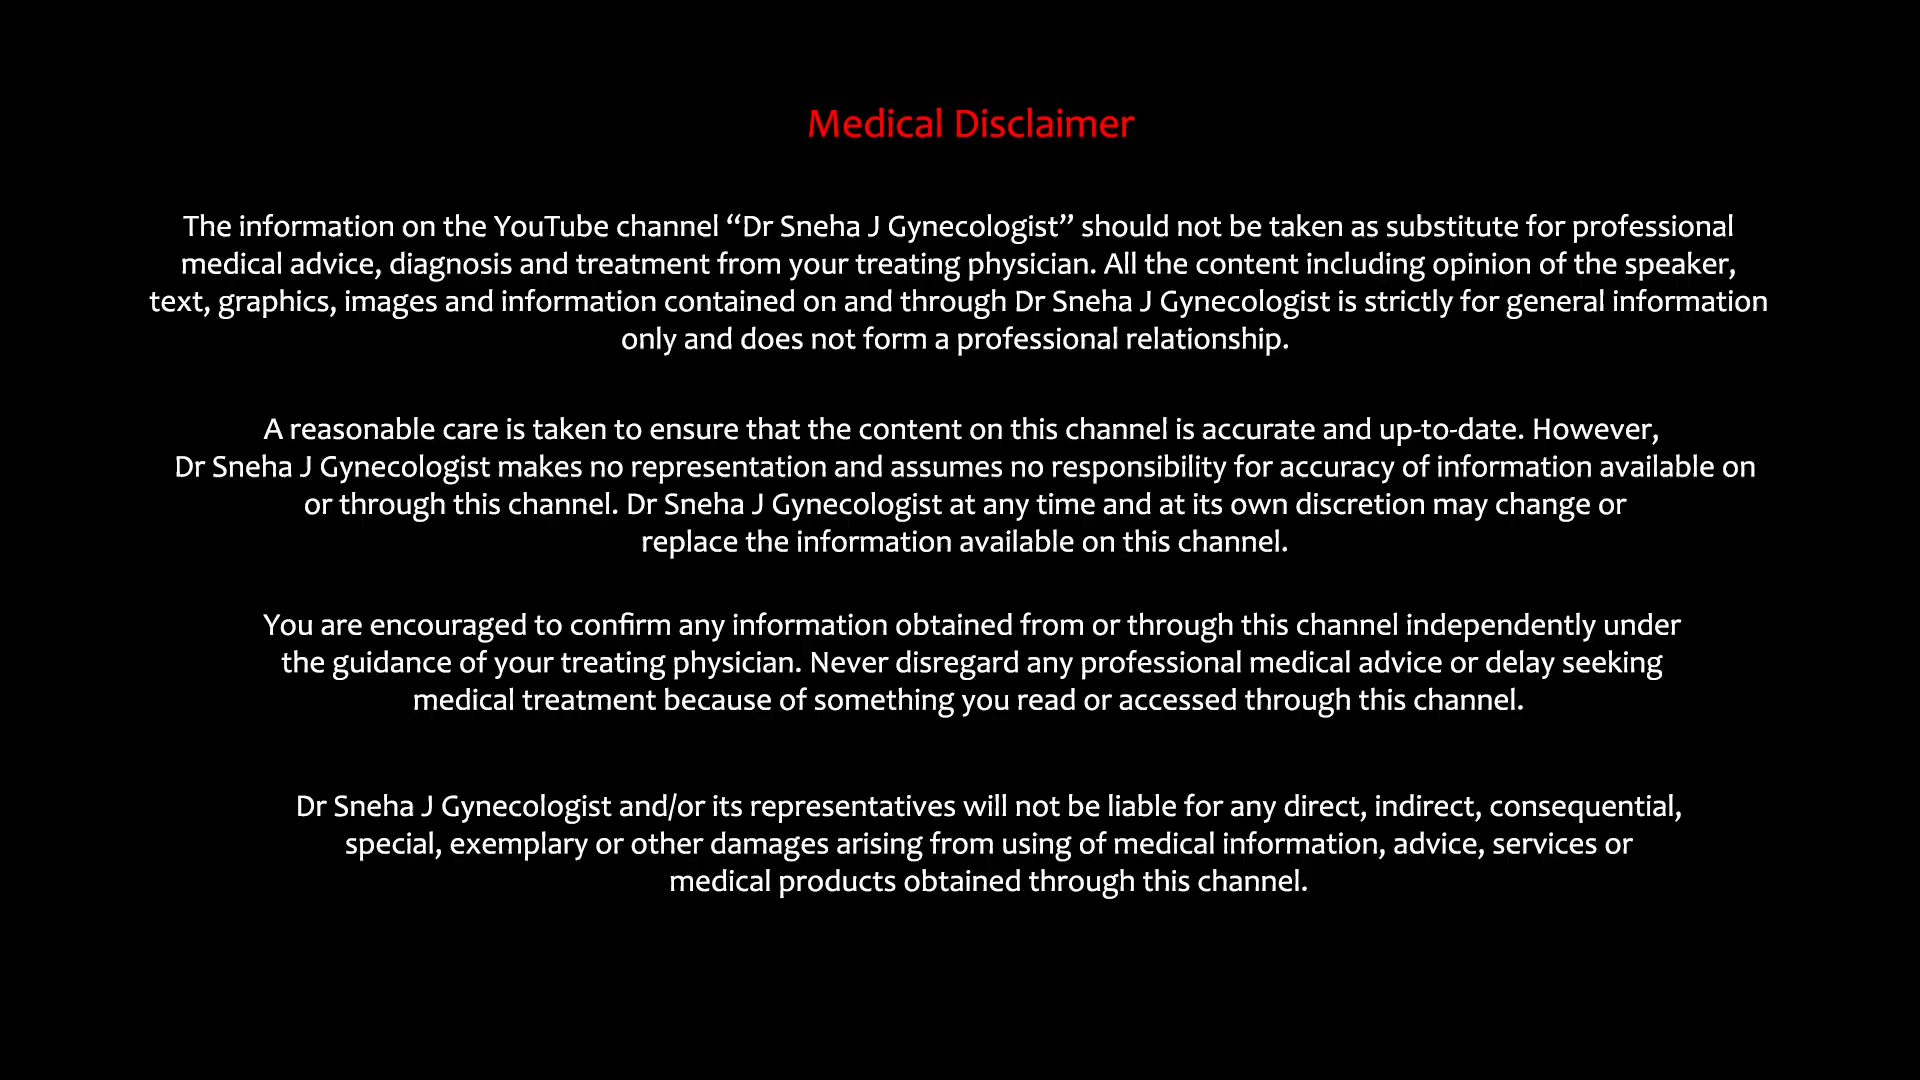 Medical Disclaimer
The information on the YouTube channel “Dr Sneha J Gynecologist” should not be taken as substitute for professional
medical advice, diagnosis and treatment from your treating physician. All the content including opinion of the speaker,
text, graphics, images and information contained on and through Dr Sneha J Gynecologist is strictly for general information
only and does not form a professional relationship.
A reasonable care is taken to ensure that the content on this channel is accurate and up-to-date. However,
Dr Sneha J Gynecologist makes no representation and assumes no responsibility for accuracy of information available on
or through this channel. Dr Sneha J Gynecologist at any time and at its own discretion may change or
replace the information available on this channel.
You are encouraged to confirm any information obtained from or through this channel independently under
the guidance of your treating physician. Never disregard any professional medical advice or delay seeking
medical treatment because of something you read or accessed through this channel.
Dr Sneha J Gynecologist and/or its representatives will not be liable for any direct, indirect, consequential,
special, exemplary or other damages arising from using of medical information, advice, services or
medical products obtained through this channel.